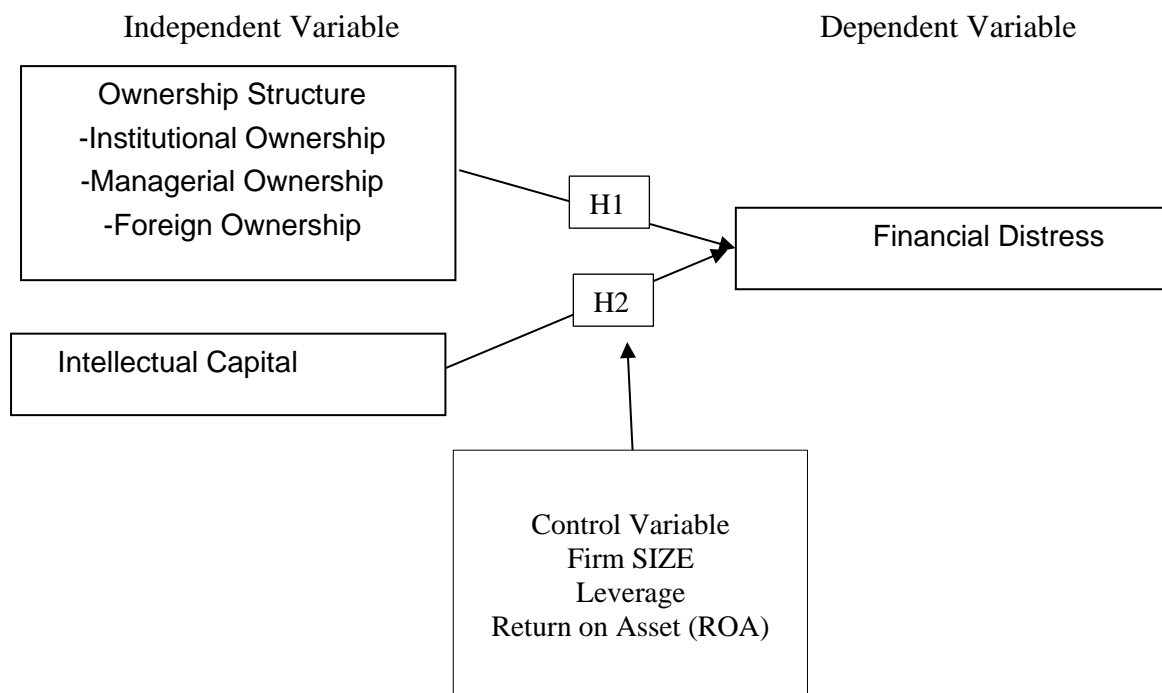 Independent Variable
Dependent Variable
Ownership Structure
-Institutional Ownership
-Managerial Ownership
-Foreign Ownership
H1
Financial Distress
H2
Intellectual Capital
Control Variable
Firm SIZE
Leverage
Return on Asset (ROA)